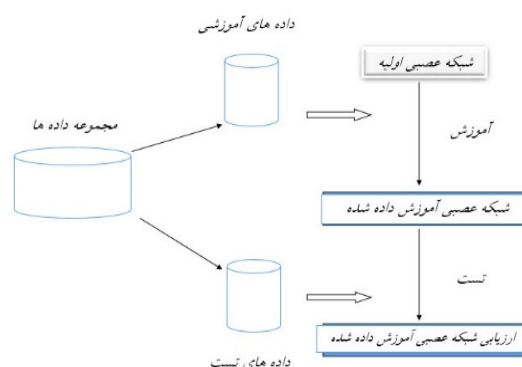 داده های آموزشی
شبکه عصبی اولیه
مجموعه داده ها
آموزش
شبکه عصبی آموزش داده شده
تست
ارزیابی شبکه عصبی آموزش داده شده
داده های تست